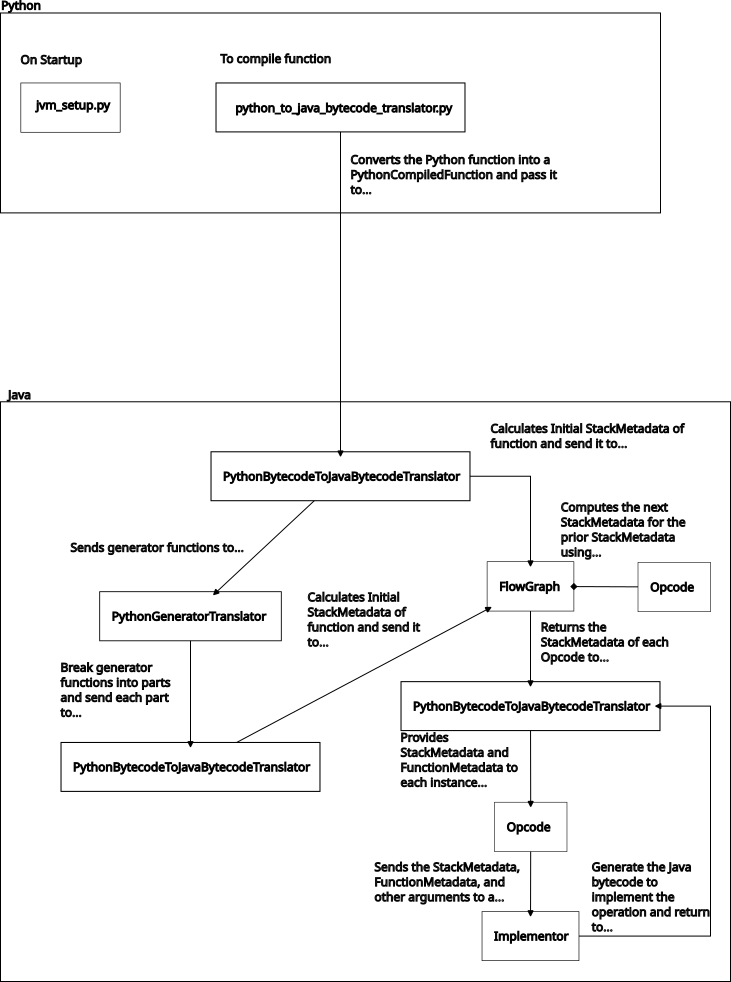 Python
On Startup
To compile function
jvm_setup.py
python_to_java_bytecode_translator.py
Converts the Python function into a
PythonCompiledFunction and pass it
to...
Java
Calculates Initial StackMetadata of
function and send it to...
PythonBytecodeToJavaBytecodeTranslator
Computes the next
StackMetadata for the
prior StackMetadata
using...
Sends generator functions to...
FlowGraph
Opcode
Calculates Initial
StackMetadata of
function and send it
to...
PythonGeneratorTranslator
Returns the
StackMetadata of each
Opcode to...
Break generator
functions into parts
and send each part
to...
PythonBytecodeToJavaBytecodeTranslator
Provides
StackMetadata and
FunctionMetadata to
each instance...
PythonBytecodeToJavaBytecodeTranslator
Opcode
Sends the StackMetadata,
FunctionMetadata, and
other arguments to a...
Generate the Java
bytecode to
implement the
operation and return
to...
Implementor